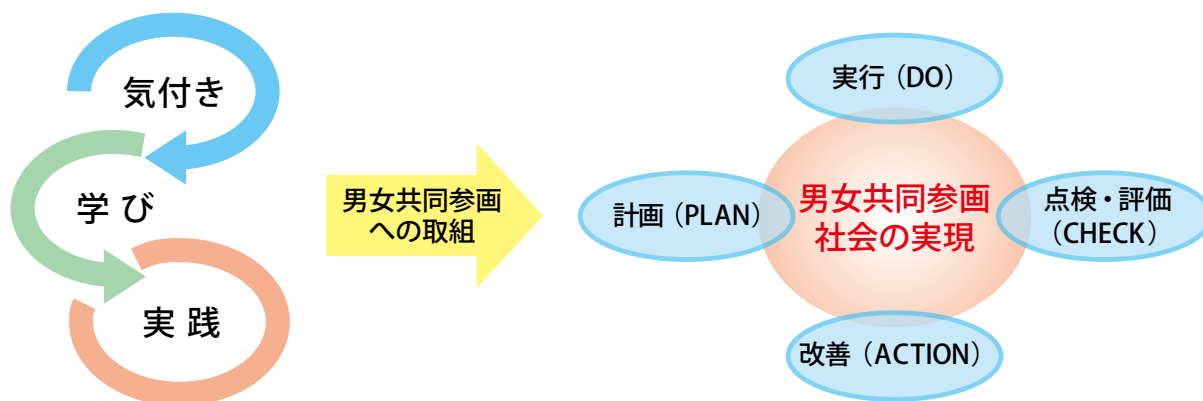 気付き
学び
実践
男女共同参画
への取組
実行（DO）
計画（PLAN）
男女共同参画
社会の実現
点検・評価
（CHECK）
改善（ACTION）